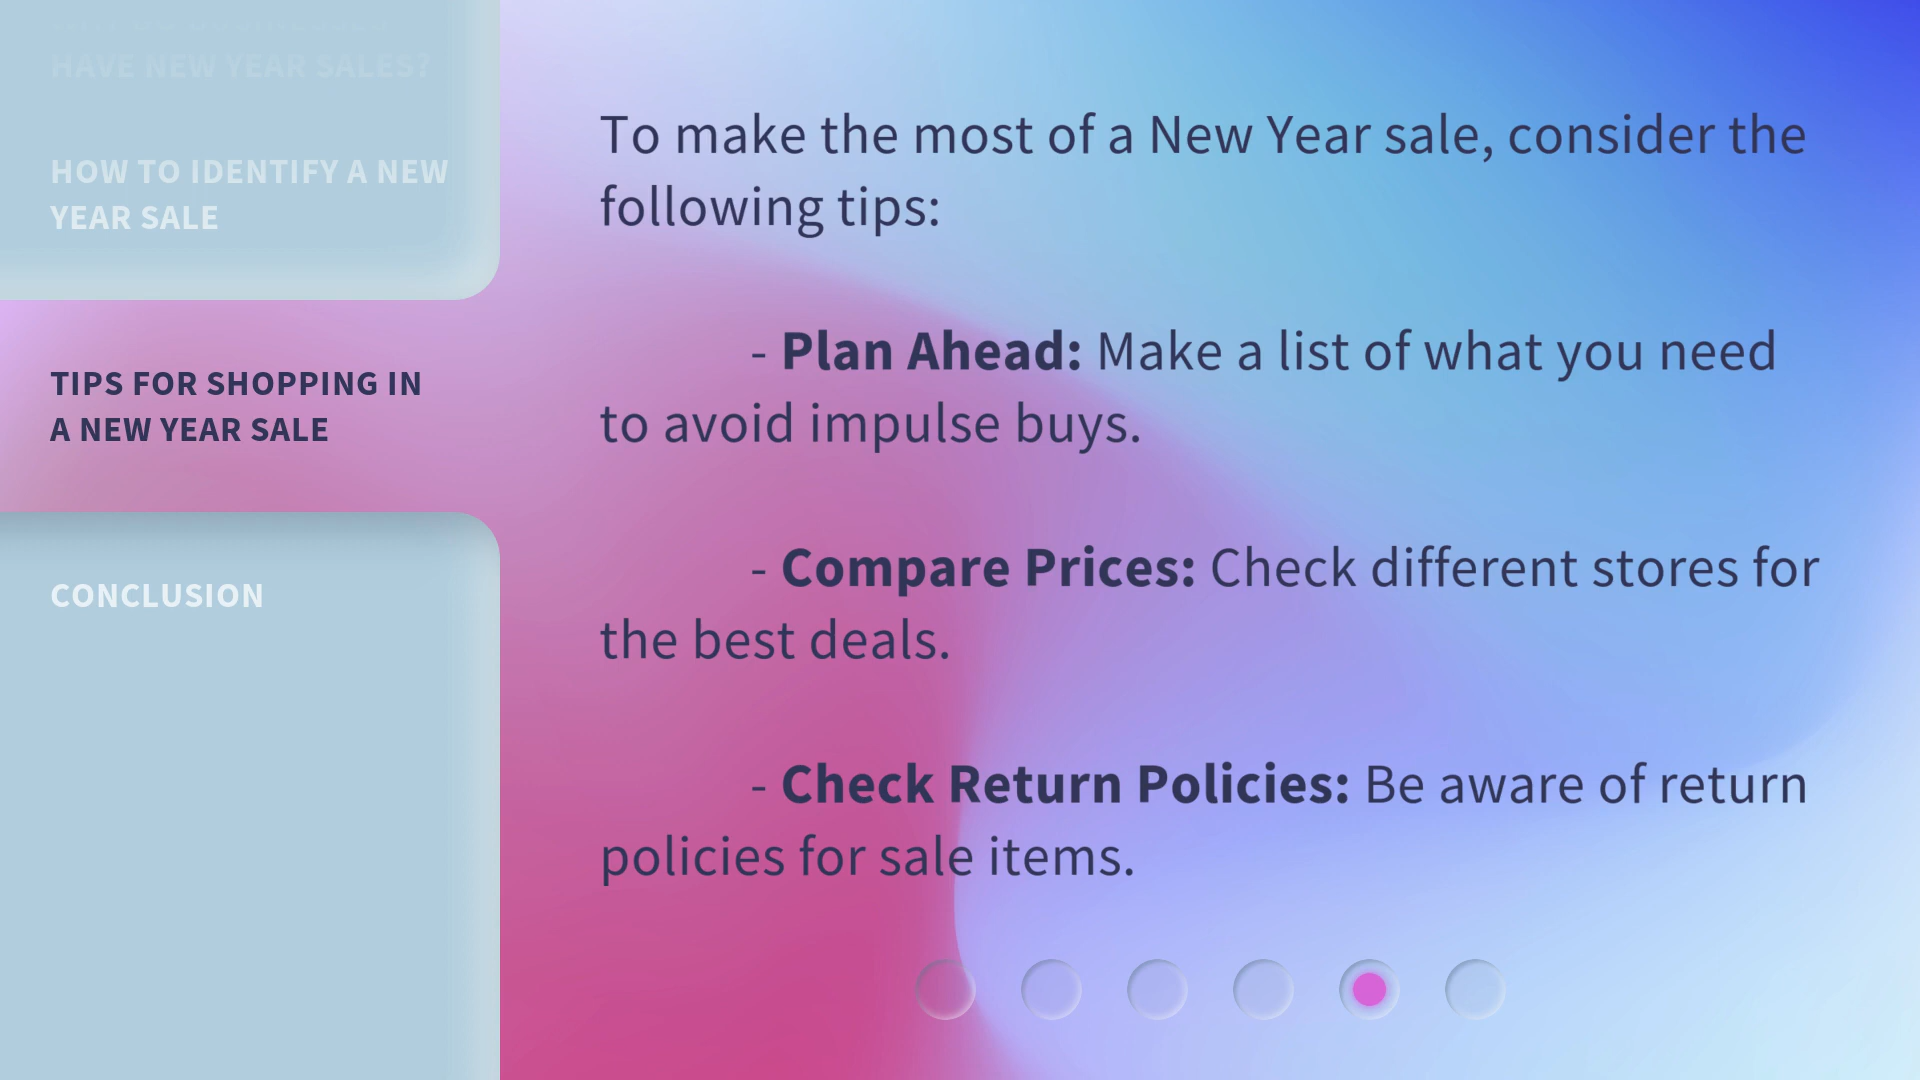 HAVE NEW YEAR SALES?
HOW TO IDENTIFY A NEW
YEAR SALE
TIPS FOR SHOPPING IN
A NEW YEAR SALE
CONCLUSION
To make the most of a New Year sale, consider the
following tips:
- Plan Ahead: Make a list of what you need
to avoid impulse buys.
- Compare Prices: Check different stores for
the best deals.
- Check Return Policies: Be aware of return
policies for sale items.